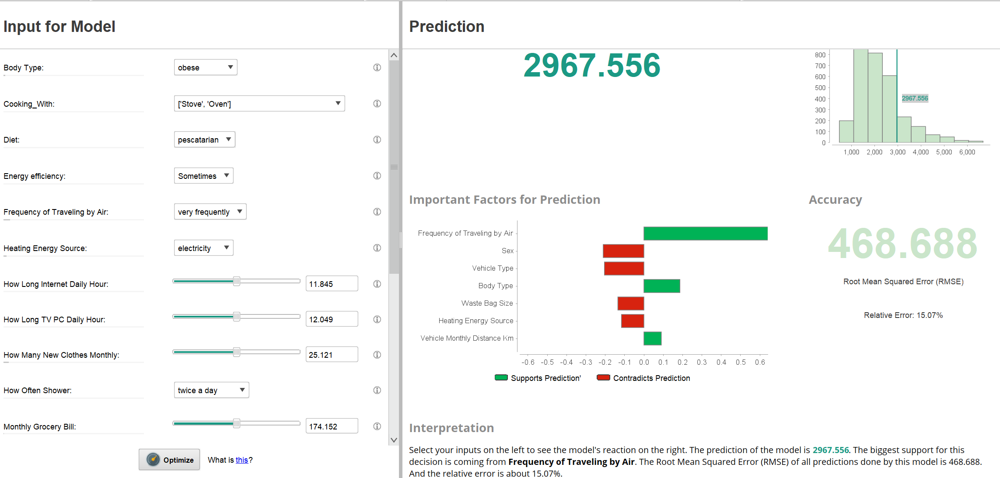 Input for Model
Body Type:
obese
Cooking_With:
['Stove', 'Oven']
Diet:
pescatarian
Energy efficiency:
Sometimes
Frequency of Traveling by Air:
very frequently
Heating Energy Source:
electricity
How Long Internet Daily Hour:
11.845
How Long TV PC Daily Hour:
12.049
How Many New Clothes Monthly:
25.121
How Often Shower:
twice a day
Monthly Grocery Bill:
174.152
Optimize
What is this?
Prediction
2967.556
800
700
600
500
400
300
200
100
0
2967.556
1,000 2,000 3,000 4,000 5,000 6,000
Important Factors for Prediction
Frequency of Traveling by Air
Sex
Vehicle Type
Body Type
Waste Bag Size
Heating Energy Source
Vehicle Monthly Distance Km
-0.6 -0.5 -0.4 -0.3 -0.2 -0.1 0.0 0.1 0.2 0.3 0.4 0.5 0.6
Supports Prediction' Contradicts Prediction
Accuracy
468.688
Root Mean Squared Error (RMSE)
Relative Error: 15.07%
Interpretation
Select your inputs on the left to see the model's reaction on the right. The prediction of the model is 2967.556. The biggest support for this
decision is coming from Frequency of Traveling by Air. The Root Mean Squared Error (RMSE) of all predictions done by this model is 468.688.
And the relative error is about 15.07%.